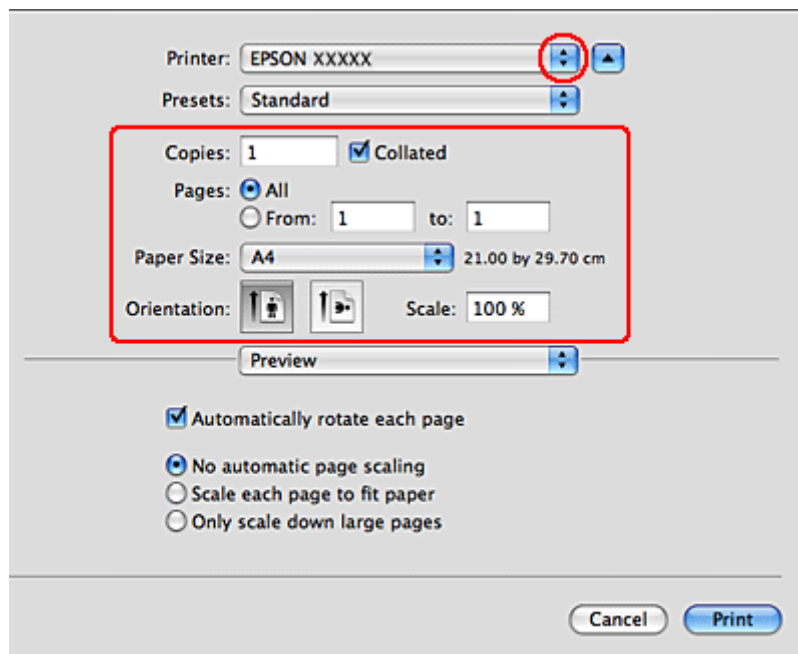 Printer: EPSON XXXXX
Presets: Standard
Copies: 1 Collated
Pages: All
From: 1 to: 1
Paper Size: A4 21.00 by 29.70 cm
Orientation: Scale: 100 %
Preview
Automatically rotate each page
No automatic page scaling
Scale each page to fit paper
Only scale down large pages
Cancel Print